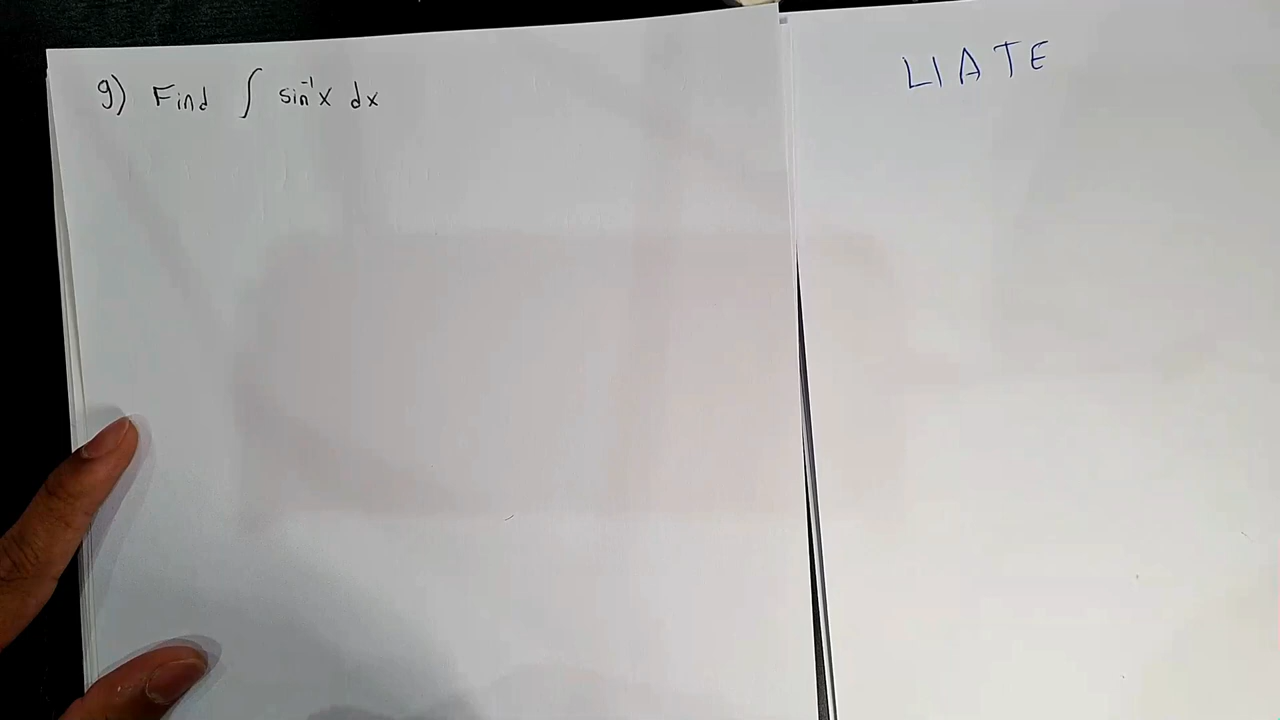 9) Find ∫ sin⁻¹x dx
LIATE